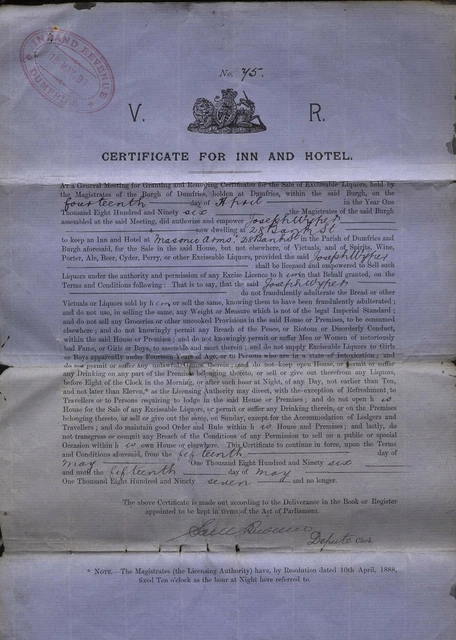 INLAND REVENUE
DUMFRIES
No. 75.
V. R.
CERTIFICATE FOR INN AND HOTEL.
At a General Meeting for Granting and Renewing Certificates for the Sale of Exciseable Liquors, held by
the Magistrates of the Burgh of Dumfries, holden at Dumfries, within the said Burgh, on the
fourteenth day of April in the Year One
Thousand Eight Hundred and Ninety six the Magistrates of the said Burgh
assembled at the said Meeting, did authorise and empower Joseph Wyper
now dwelling at 28 Bank St
to keep an Inn and Hotel at Masonic Arms, 28 Bank St in the Parish of Dumfries and
Burgh aforesaid, for the Sale in the said House, but not elsewhere, of Victuals, and of Spirits, Wine,
Porter, Ale, Beer, Cyder, Perry, or other Exciseable Liquors, provided the said Joseph Wyper
shall be licensed and empowered to Sell such
Liquors under the authority and permission of any Excise Licence to him in that Behalf granted, on the
Terms and Conditions following: That is to say, that the said Joseph Wyper
do not fraudulently adulterate the Bread or other
Victuals or Liquors sold by him, or sell the same, knowing them to have been fraudulently adulterated;
and do not use, in selling the same, any Weight or Measure which is not of the legal Imperial Standard;
and do not sell any Groceries or other uncooked Provisions in the said House or Premises, to be consumed
elsewhere; and do not knowingly permit any Breach of the Peace, or Riotous or Disorderly Conduct,
within the said House or Premises; and do not knowingly permit or suffer Men or Women of notoriously
bad Fame, or Girls or Boys, to assemble and meet therein; and do not supply Exciseable Liquors to Girls
or Boys apparently under Fourteen Years of Age, or to Persons who are in a state of Intoxication; and
do not permit or suffer any unlawful Games therein; and do not keep open House, or permit or suffer
any Drinking on any part of the Premises belonging thereto, or sell or give out therefrom any Liquors,
before Eight of the Clock in the Morning, or after such hour at Night, of any Day, not earlier than Ten,
and not later than Eleven,* as the Licensing Authority may direct, with the exception of Refreshment to
Travellers or to Persons requiring to lodge in the said House or Premises; and do not open his
House for the Sale of any Exciseable Liquors, or permit or suffer any Drinking therein, or on the Premises
belonging thereto, or sell or give out the same, on Sunday, except for the Accommodation of Lodgers and
Travellers; and do maintain good Order and Rule within his House and Premises; and lastly, do
not transgress or commit any Breach of the Conditions of any Permission to sell on a public or special
Occasion within his own House or elsewhere. This Certificate to continue in force, upon the Terms
and Conditions aforesaid, from the fifteenth day of
May One Thousand Eight Hundred and Ninety six
and until the fifteenth day of May
One Thousand Eight Hundred and Ninety seven and no longer.
The above Certificate is made out according to the Deliverance in the Book or Register
appointed to be kept in terms of the Act of Parliament.
Depute Clerk
* NOTE.—The Magistrates (the Licensing Authority) have, by Resolution dated 10th April, 1888,
fixed Ten o'clock as the hour at Night here referred to.